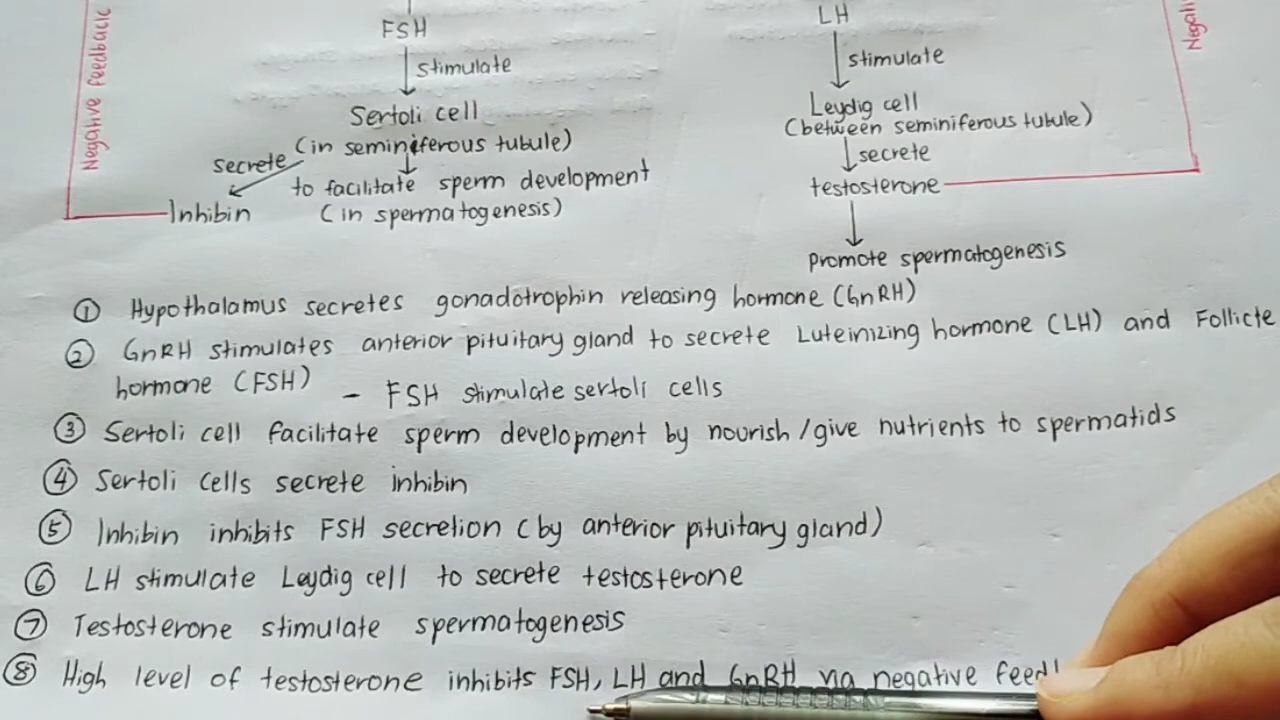 FSH
LH
stimulate
stimulate
Sertoli cell
(in seminiferous tubule)
secrete
to facilitate sperm development
(in spermatogenesis)
Inhibin
Negative feedback
Leydig cell
(between seminiferous tubule)
secrete
testosterone
promote spermatogenesis
① Hypothalamus secretes gonadotrophin releasing hormone (GnRH)
② GnRH stimulates anterior pituitary gland to secrete Luteinizing hormone (LH) and Follicle
hormone (FSH) – FSH stimulate sertoli cells
③ Sertoli cell facilitate sperm development by nourish/give nutrients to spermatids
④ Sertoli cells secrete inhibin
⑤ Inhibin inhibits FSH secretion (by anterior pituitary gland)
⑥ LH stimulate Leydig cell to secrete testosterone
⑦ Testosterone stimulate spermatogenesis
⑧ High level of testosterone inhibits FSH, LH and GnRH via negative